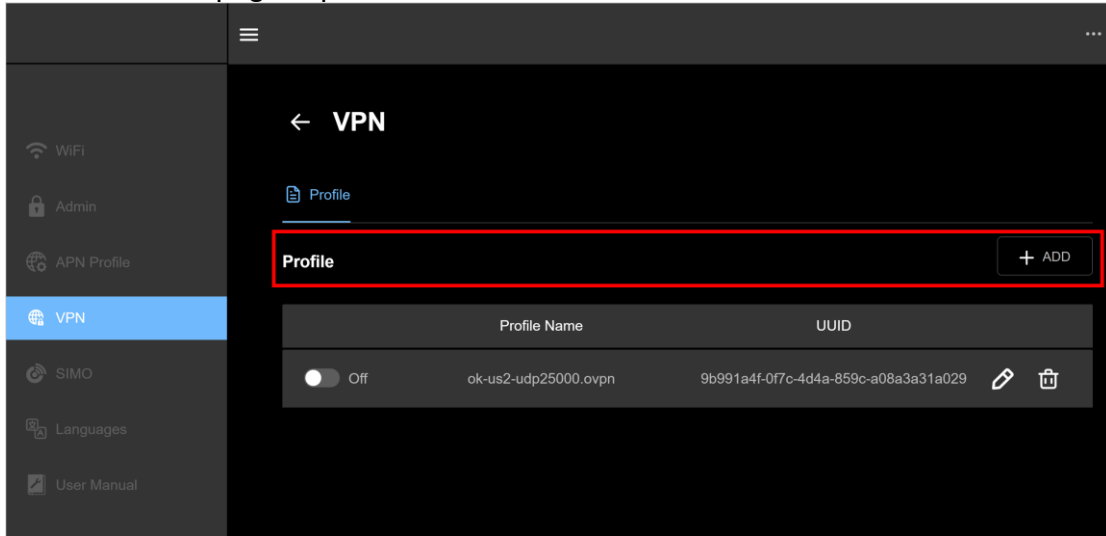 VPN
WiFi
Profile
Admin
APN Profile
Profile
+ ADD
VPN
Profile Name
UUID
SIMO
Off
ok-us2-udp25000.ovpn
9b991a4f-0f7c-4d4a-859c-a08a3a31a029
Languages
User Manual